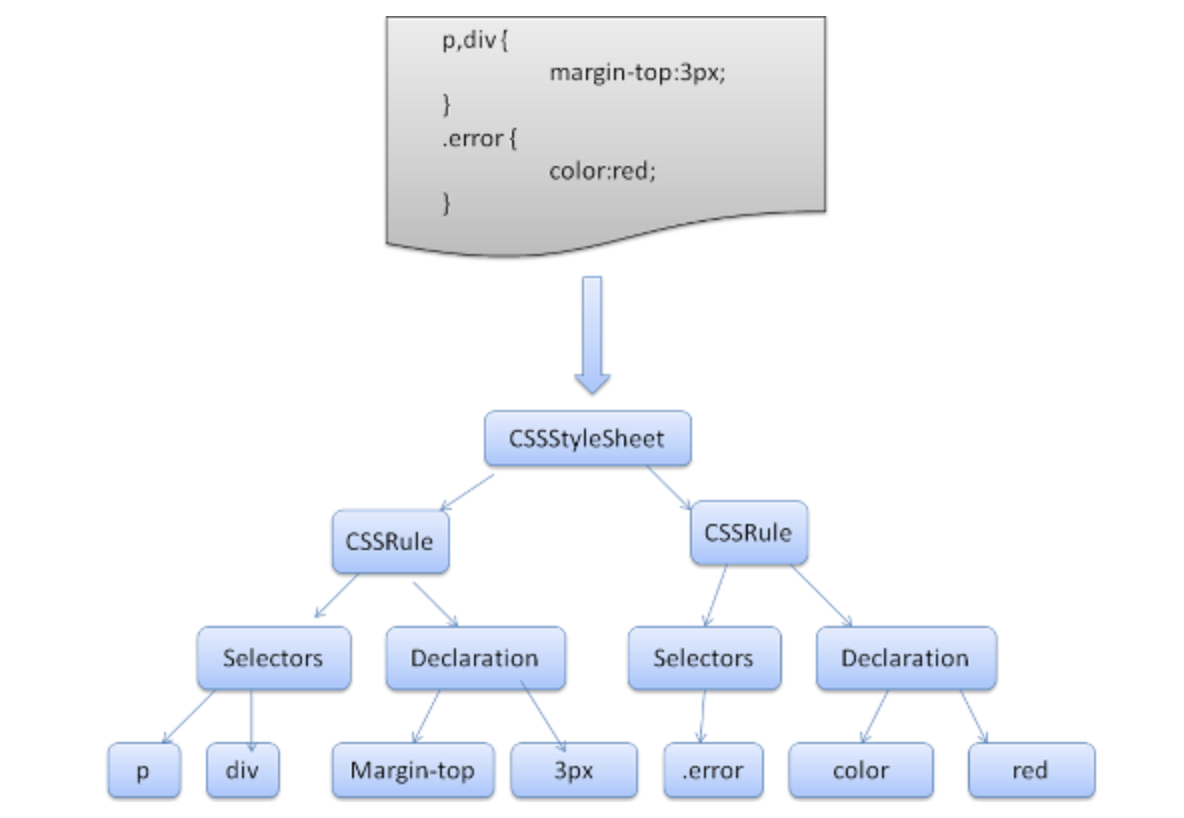 p,div {
margin-top:3px;
}
.error {
color:red;
}
CSSStyleSheet
CSSRule
CSSRule
Selectors
Declaration
Selectors
Declaration
p
div
Margin-top
3px
.error
color
red